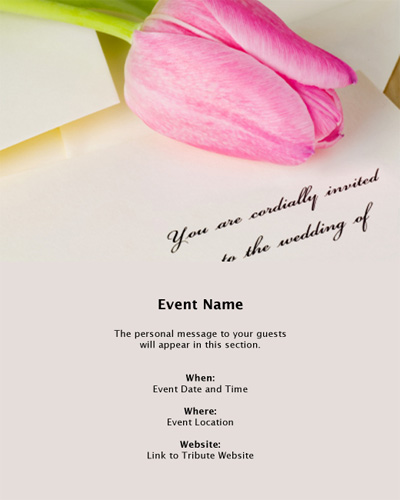 You are cordially invited
to the wedding of
Event Name
The personal message to your guests
will appear in this section.
When:
Event Date and Time
Where:
Event Location
Website:
Link to Tribute Website